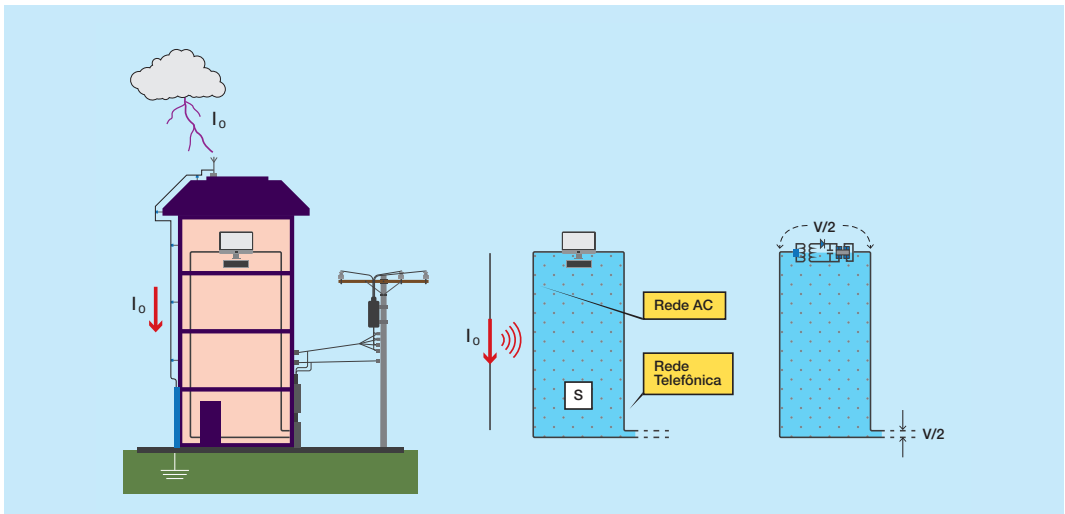 I₀
I₀
I₀
Rede AC
Rede
Telefônica
S
V/2
V/2